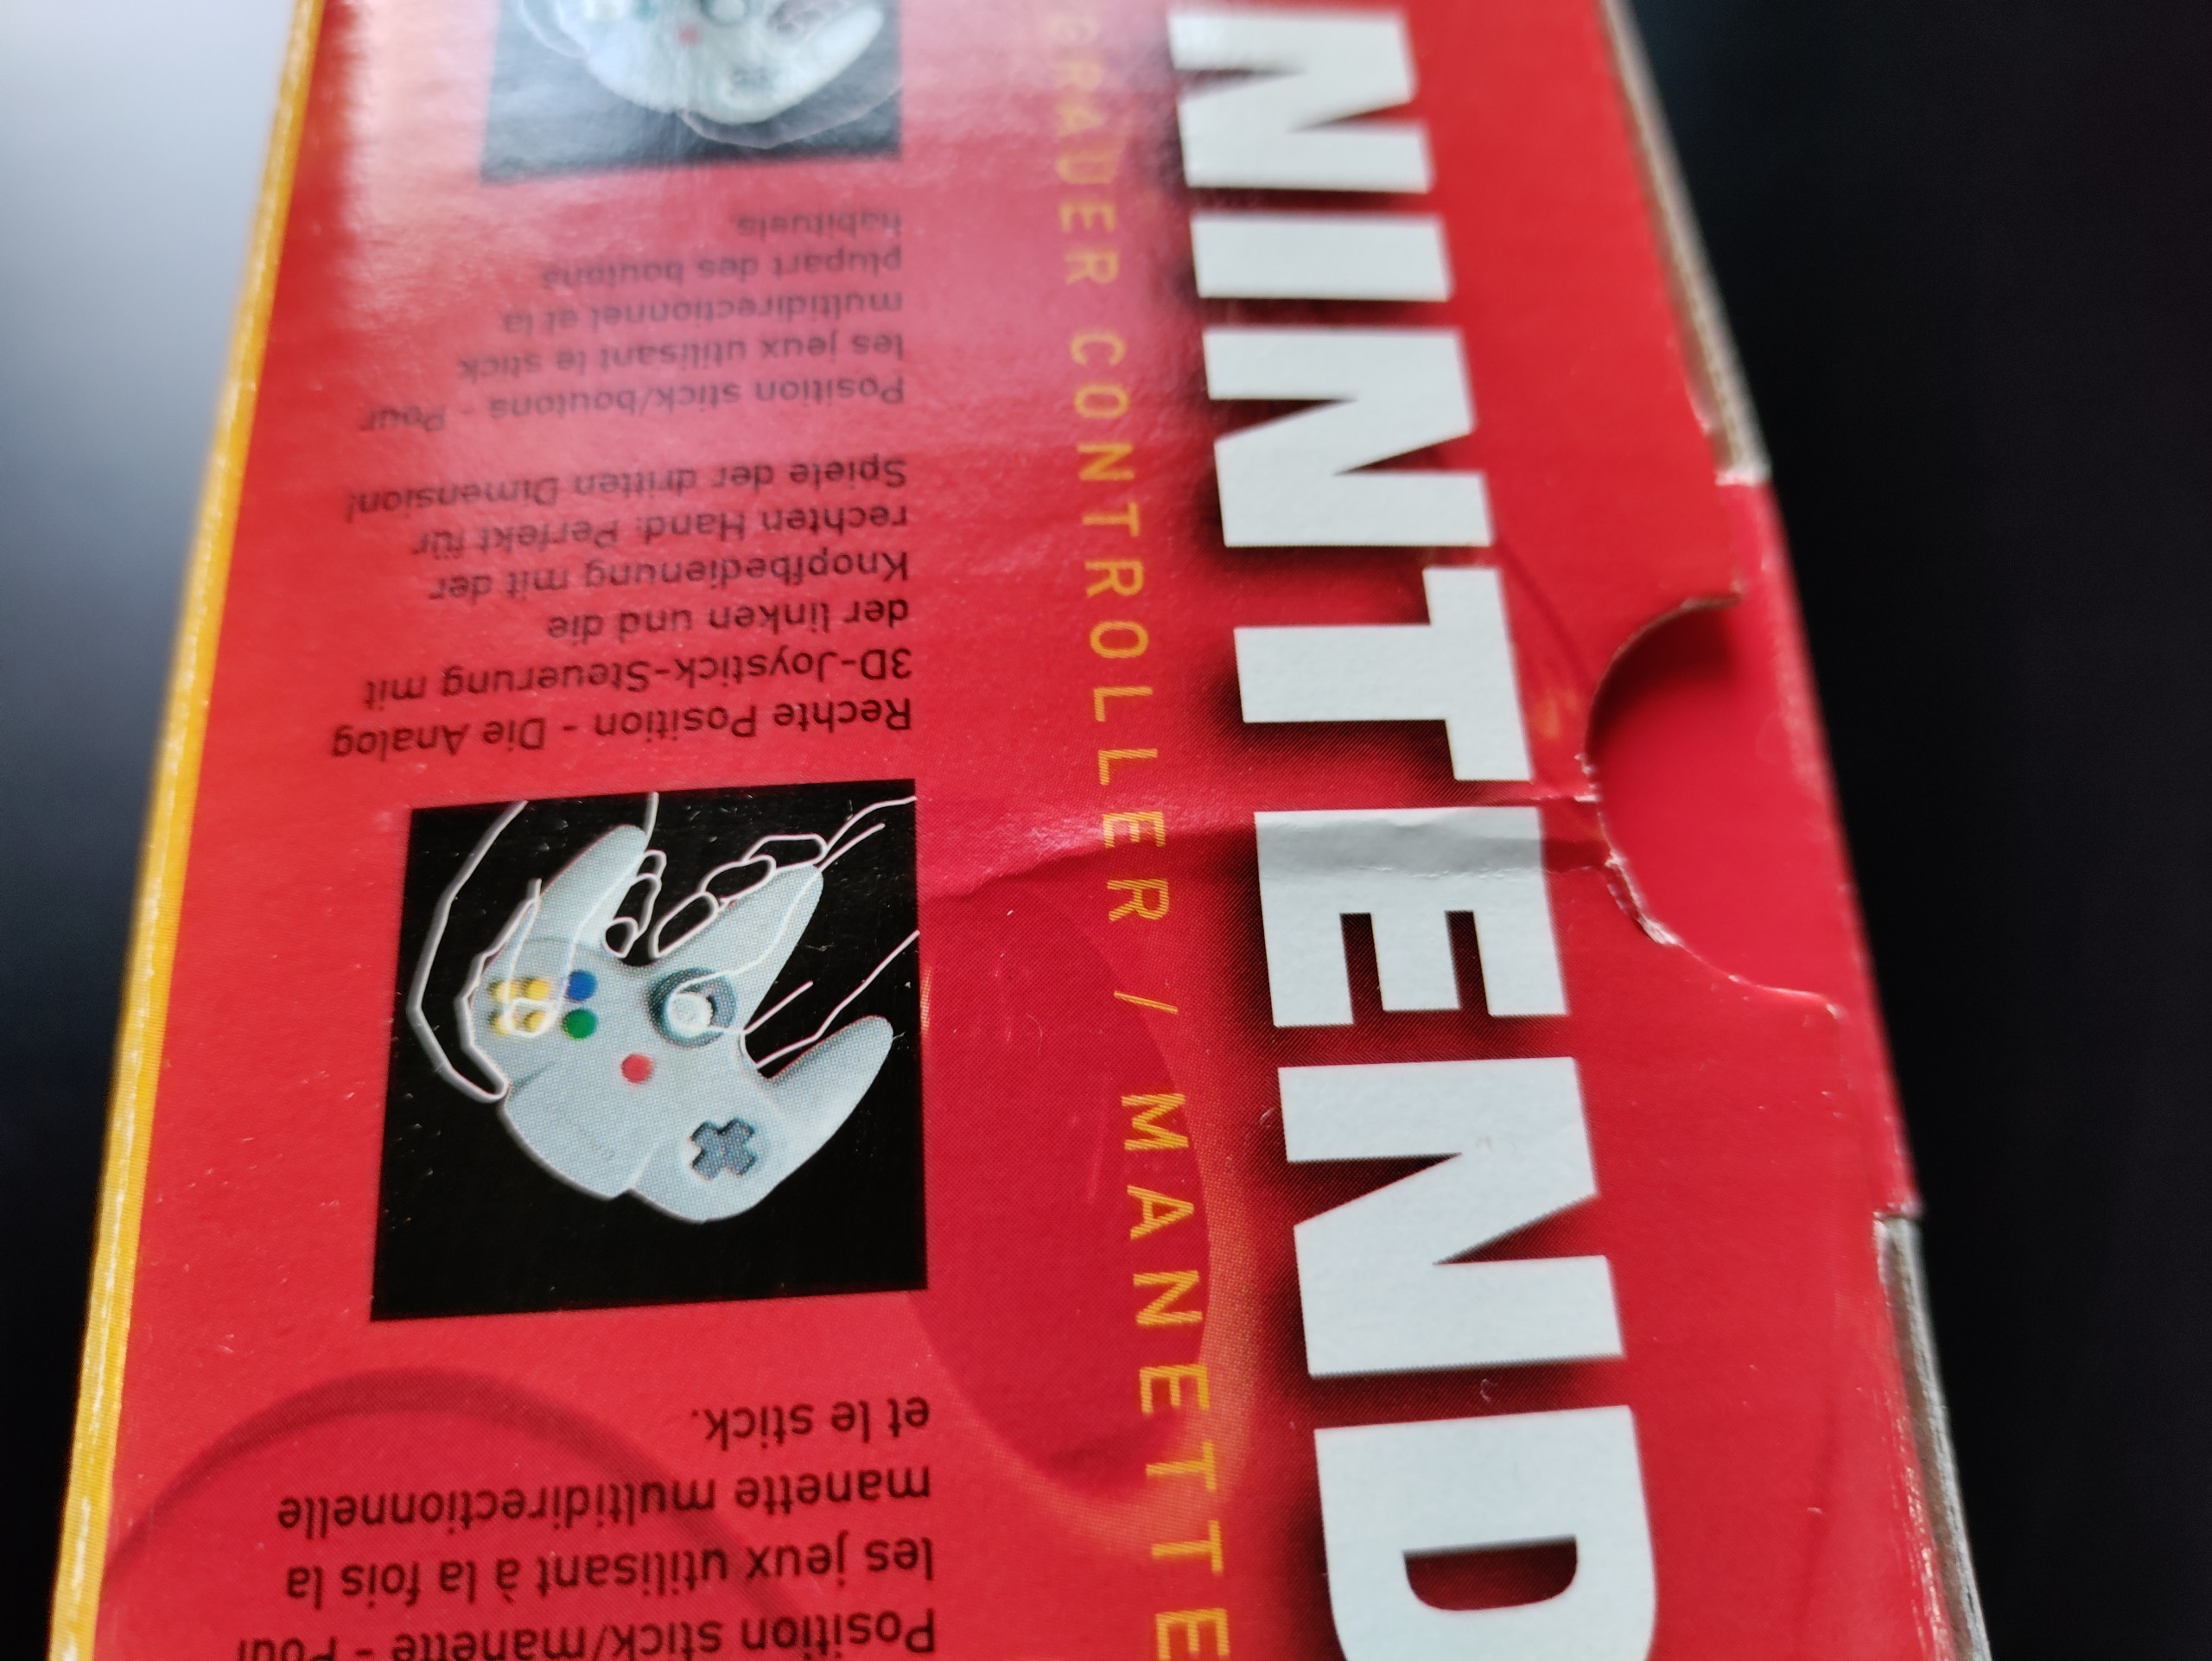 NINTEND
GRAUER CONTROLLER / MANETTE
Position stick/manette - Pour
les jeux utilisant à la fois la
manette multidirectionnelle
et le stick.
Rechte Position - Die Analog
3D-Joystick-Steuerung mit
der linken und die
Knopfbedienung mit der
rechten Hand: Perfekt für
Spiele der dritten Dimension!
Position stick/boutons - Pour
les jeux utilisant le stick
multidirectionnel et la
plupart des boutons
habituels.